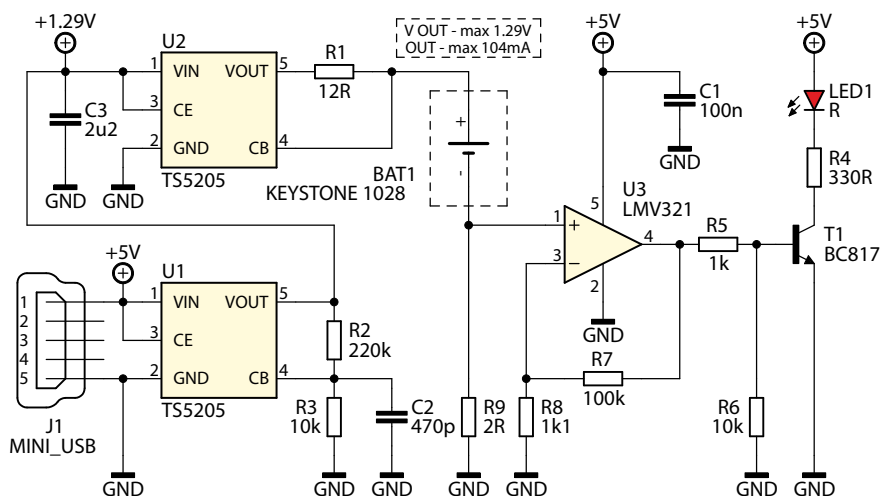 +1.29V
U2
1 VIN VOUT 5
3 CE
2 GND CB 4
TS5205
C3
2u2
GND
GND
R1
12R
V OUT - max 1.29V
OUT - max 104mA
+
-
BAT1
KEYSTONE 1028
+5V
C1
100n
GND
U3
LMV321
1 +
3 −
5
4
2
GND
R5
1k
+5V
LED1
R
R4
330R
T1
BC817
+5V
U1
1 VIN VOUT 5
3 CE
2 GND CB 4
TS5205
1
2
3
4
5
J1
MINI_USB
GND
R2
220k
R3
10k
GND
C2
470p
GND
R9
2R
GND
R8
1k1
GND
R7
100k
R6
10k
GND
GND